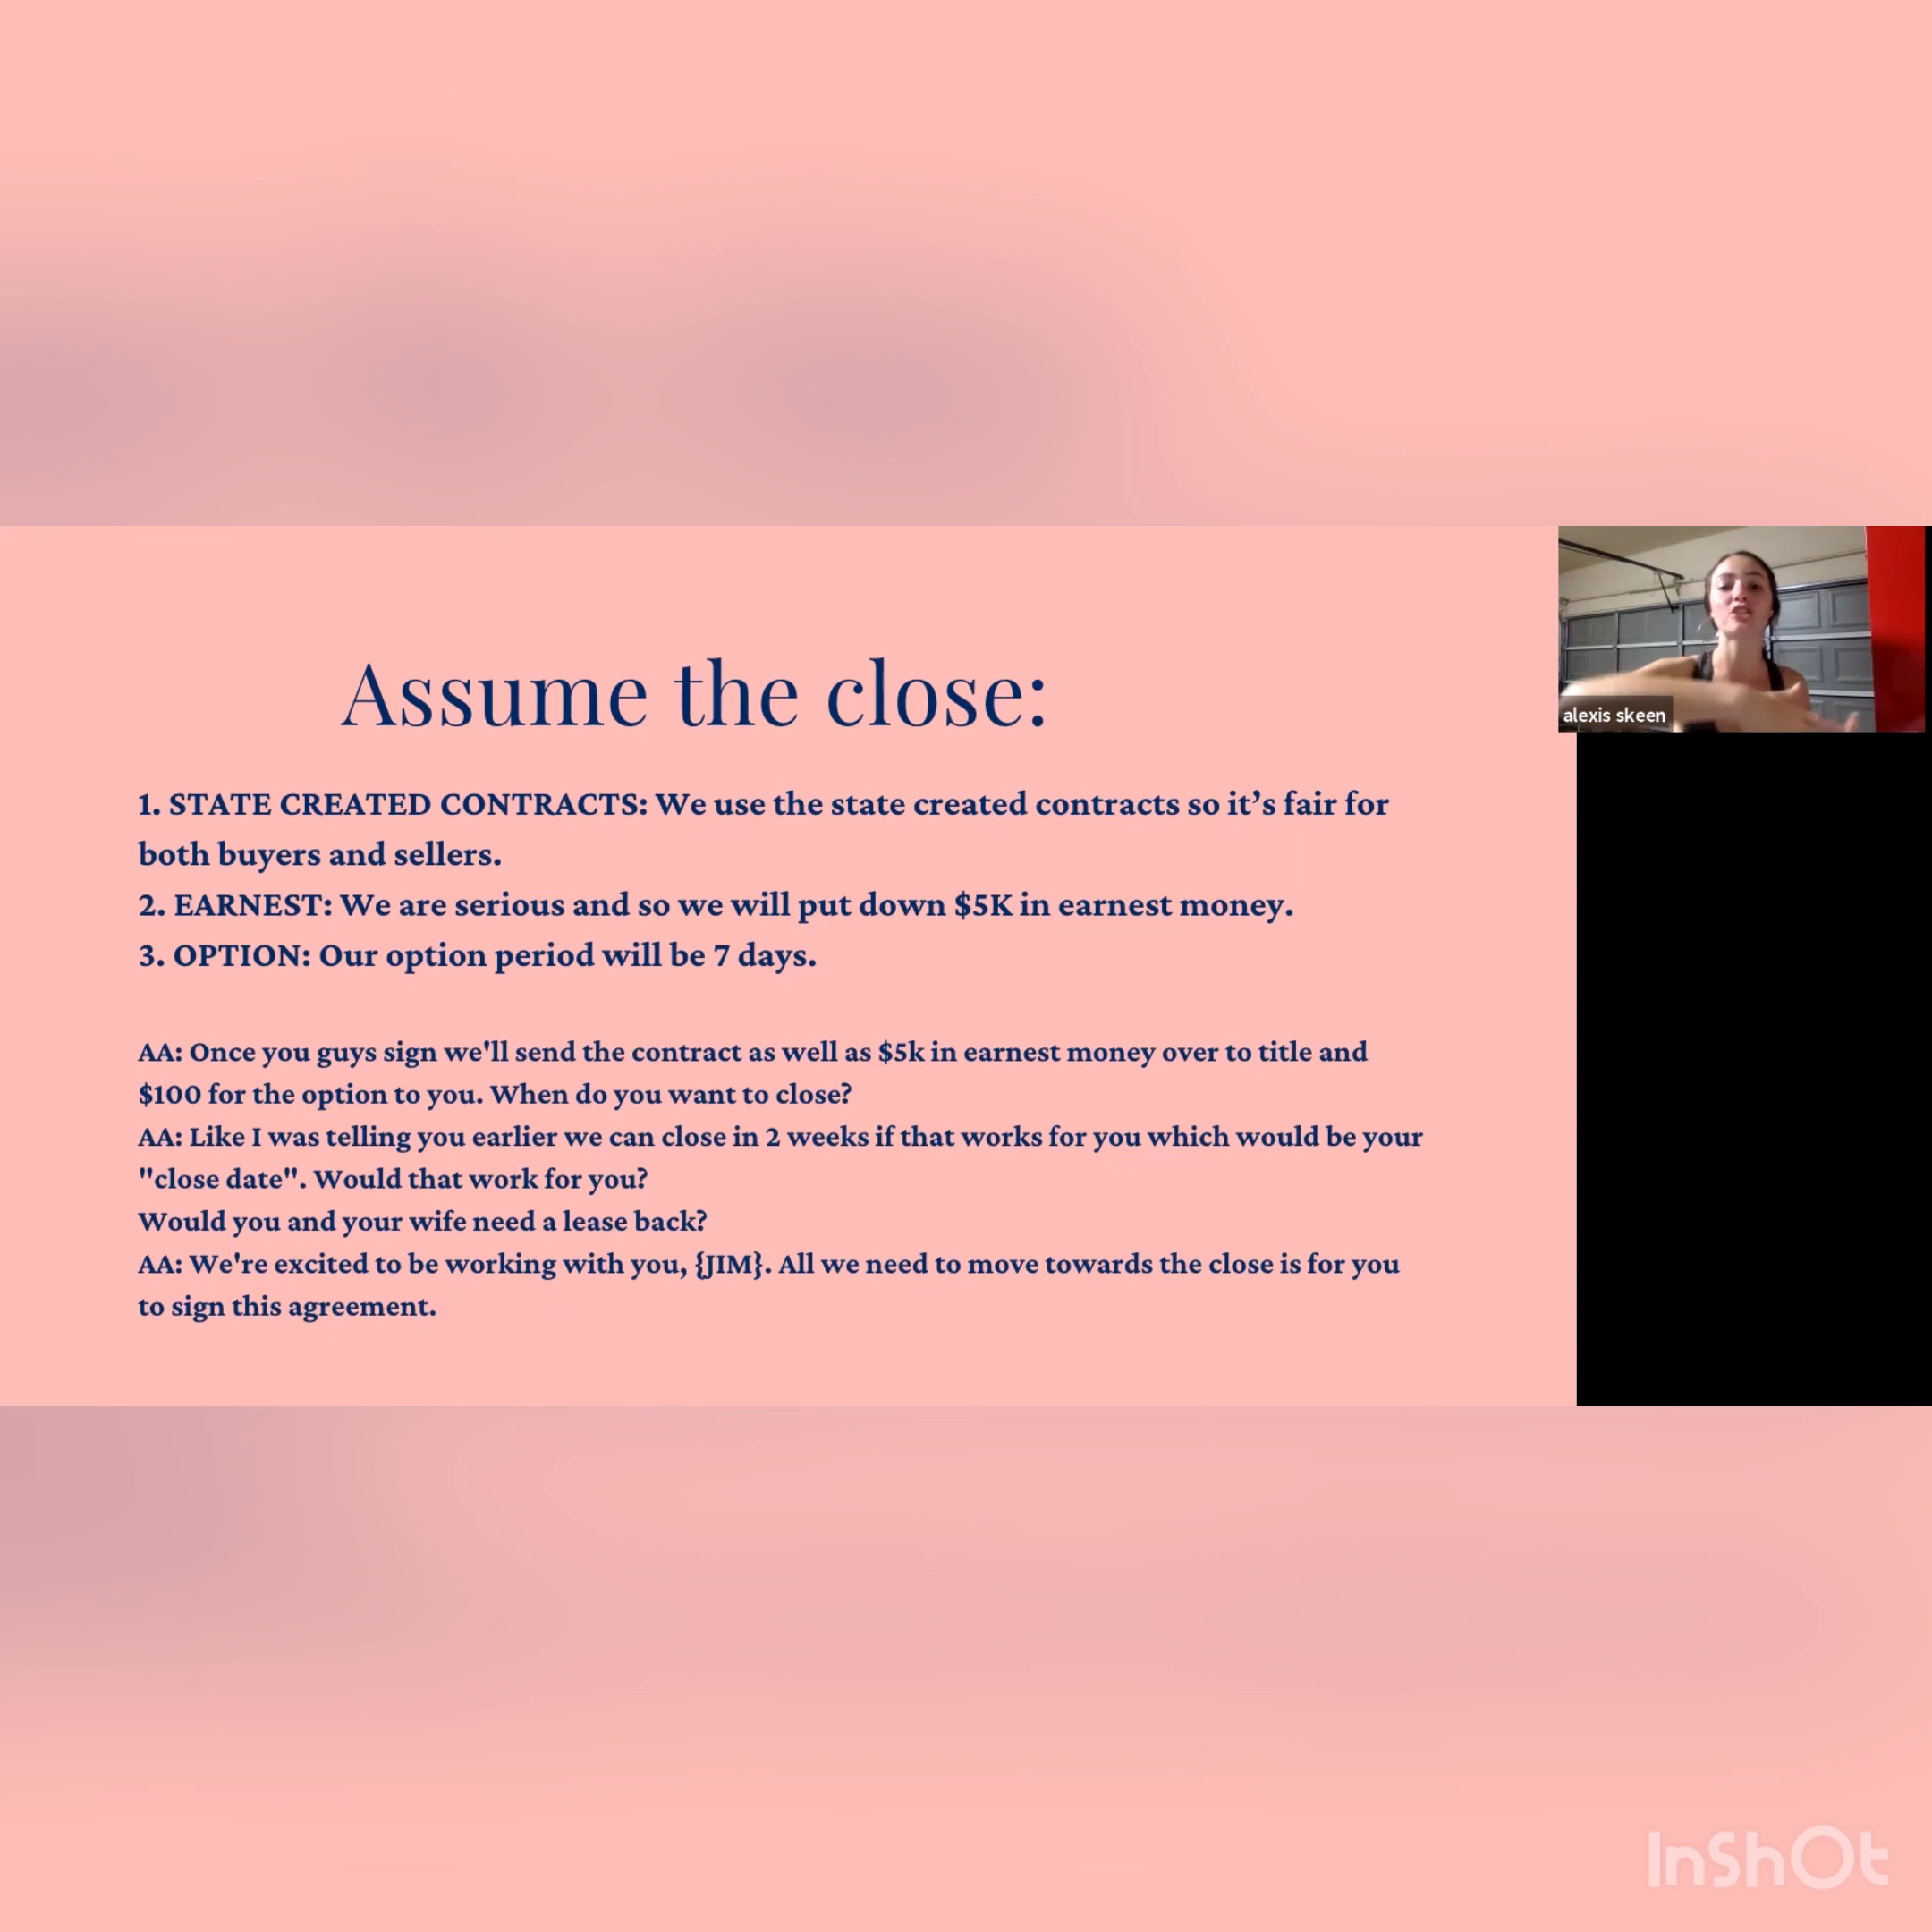 Assume the close:
1. STATE CREATED CONTRACTS: We use the state created contracts so it’s fair for
both buyers and sellers.
2. EARNEST: We are serious and so we will put down $5K in earnest money.
3. OPTION: Our option period will be 7 days.
AA: Once you guys sign we'll send the contract as well as $5k in earnest money over to title and
$100 for the option to you. When do you want to close?
AA: Like I was telling you earlier we can close in 2 weeks if that works for you which would be your
"close date". Would that work for you?
Would you and your wife need a lease back?
AA: We're excited to be working with you, {JIM}. All we need to move towards the close is for you
to sign this agreement.
alexis skeen
InShOt